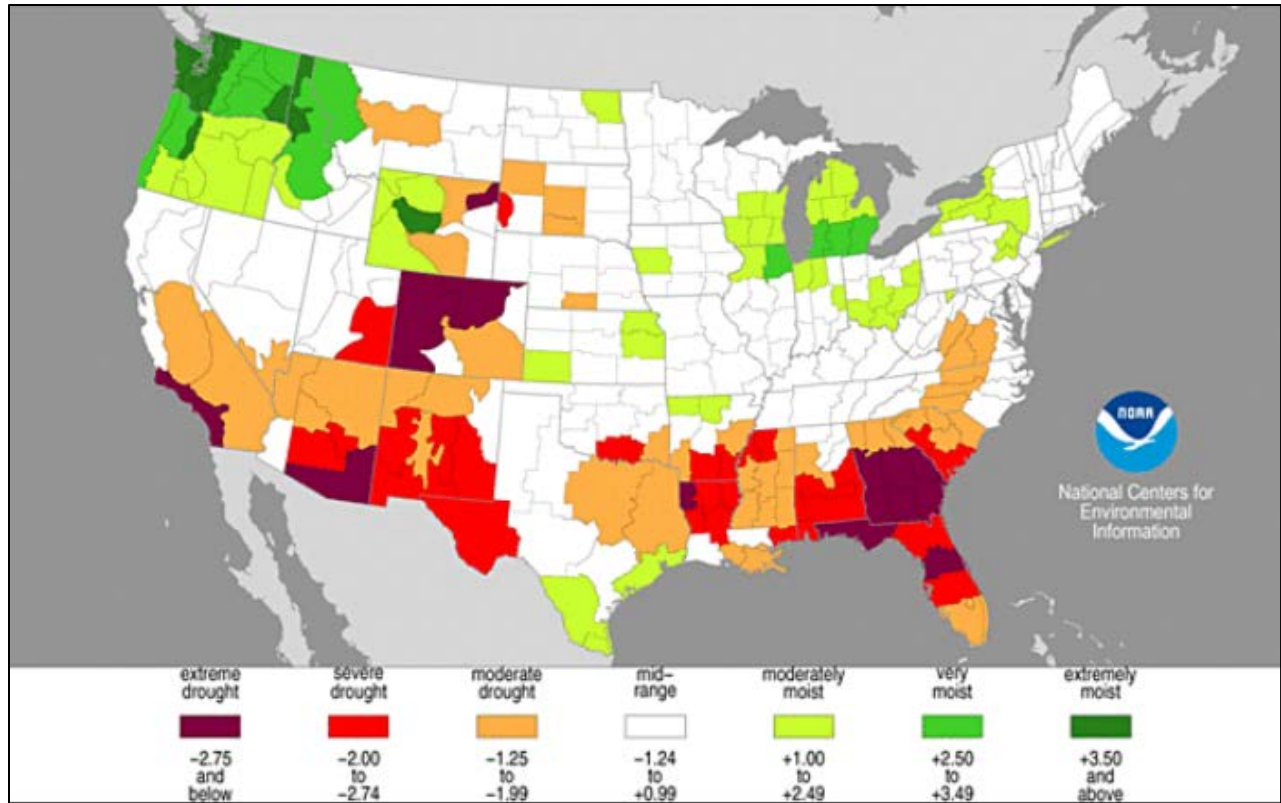 NOAA
National Centers for
Environmental
Information
extreme
drought
severe
drought
moderate
drought
mid-
range
moderately
moist
very
moist
extremely
moist
−2.75
and
below
−2.00
to
−2.74
−1.25
to
−1.99
−1.24
to
+0.99
+1.00
to
+2.49
+2.50
to
+3.49
+3.50
and
above